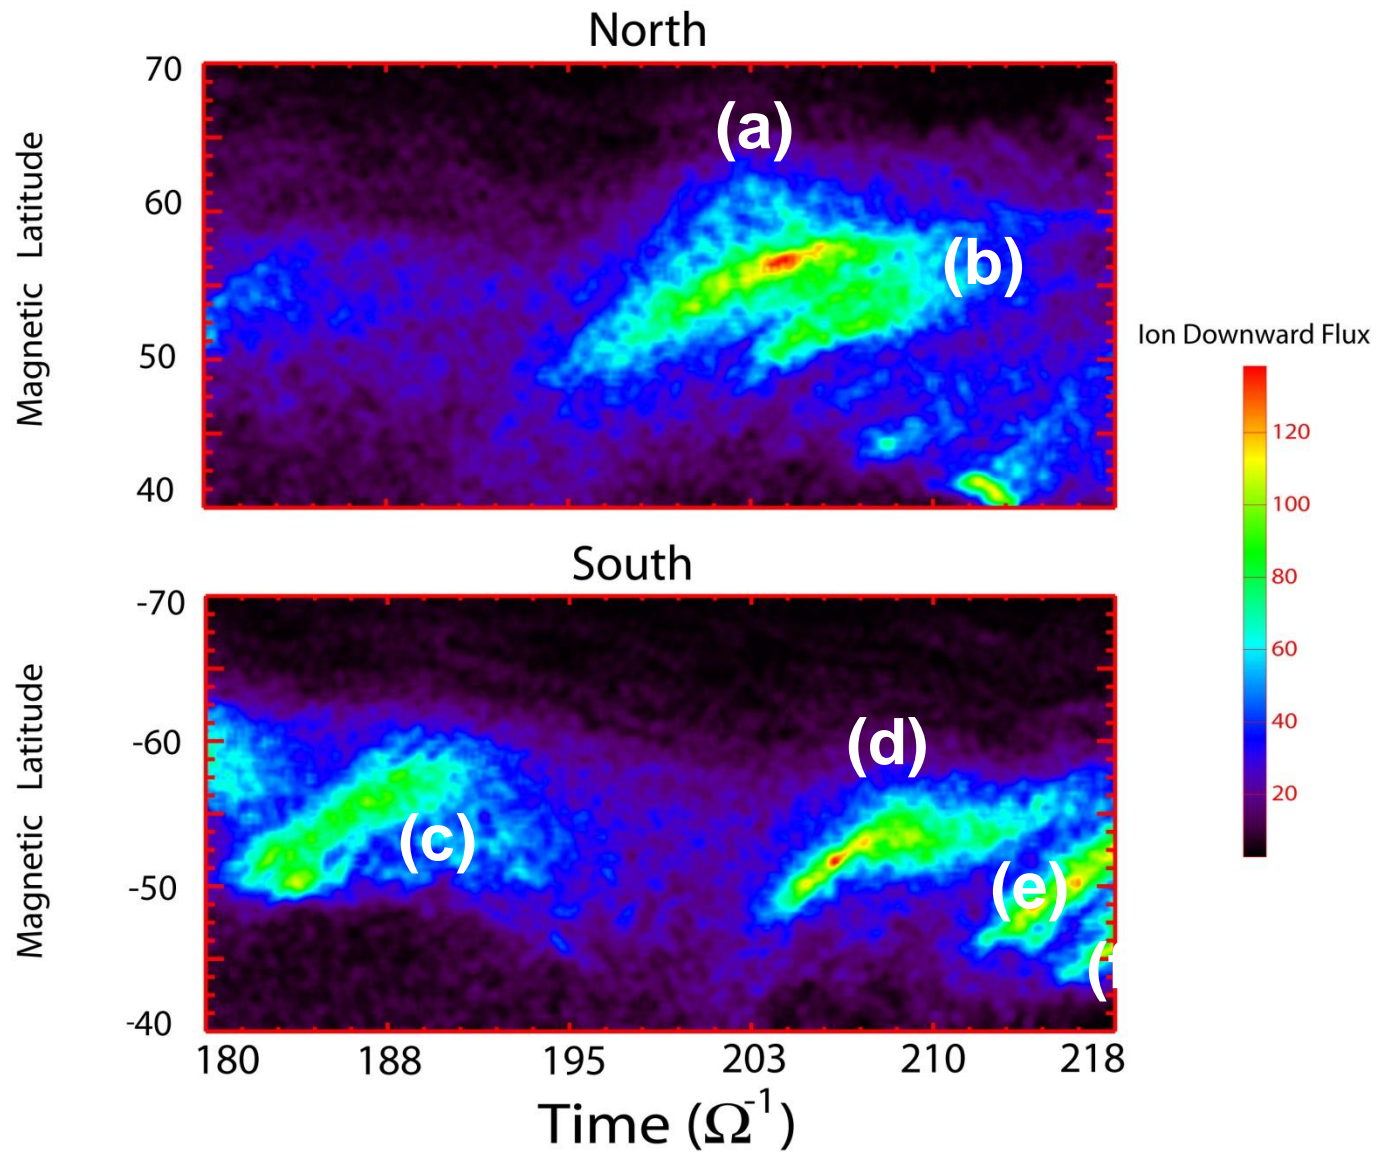 North
70
60
50
40
Magnetic Latitude
(a)
(b)
Ion Downward Flux
120
100
80
60
40
20
South
-70
-60
-50
-40
Magnetic Latitude
(c)
(d)
(e)
180 188 195 203 210 218
Time (Ω⁻¹)